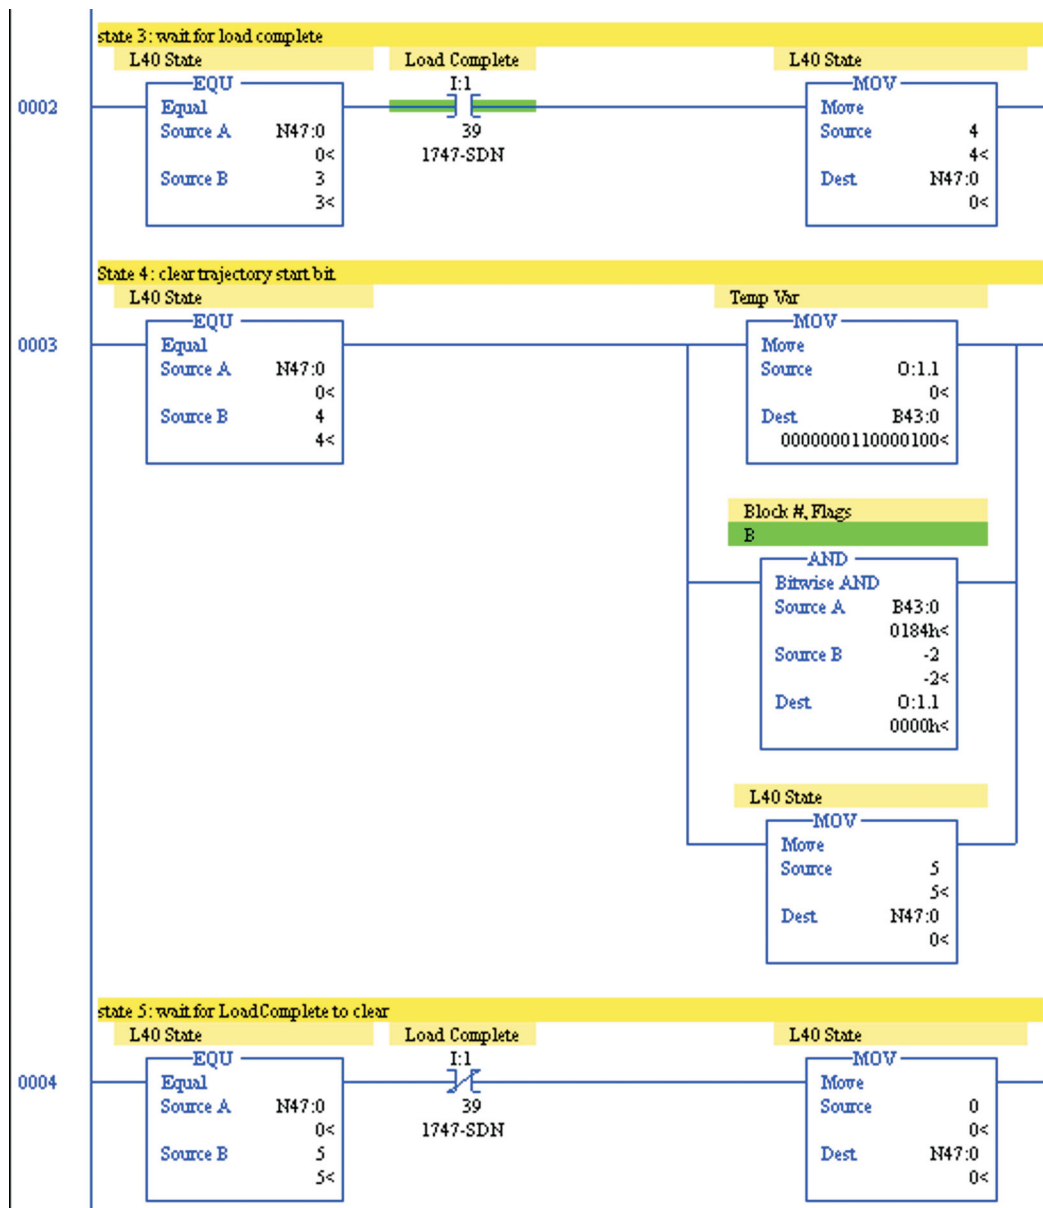 state 3: wait for load complete
L40 State
Load Complete
L40 State
0002
EQU
Equal
Source A N47:0
0<
Source B 3
3<
I:1
39
1747-SDN
MOV
Move
Source 4
4<
Dest N47:0
0<
State 4: clear trajectory start bit
L40 State
Temp Var
0003
EQU
Equal
Source A N47:0
0<
Source B 4
4<
MOV
Move
Source O:1.1
0<
Dest B43:0
0000000110000100<
Block #, Flags
B
AND
Bitwise AND
Source A B43:0
0184h<
Source B -2
-2<
Dest O:1.1
0000h<
L40 State
MOV
Move
Source 5
5<
Dest N47:0
0<
state 5: wait for LoadComplete to clear
L40 State
Load Complete
L40 State
0004
EQU
Equal
Source A N47:0
0<
Source B 5
5<
I:1
39
1747-SDN
MOV
Move
Source 0
0<
Dest N47:0
0<